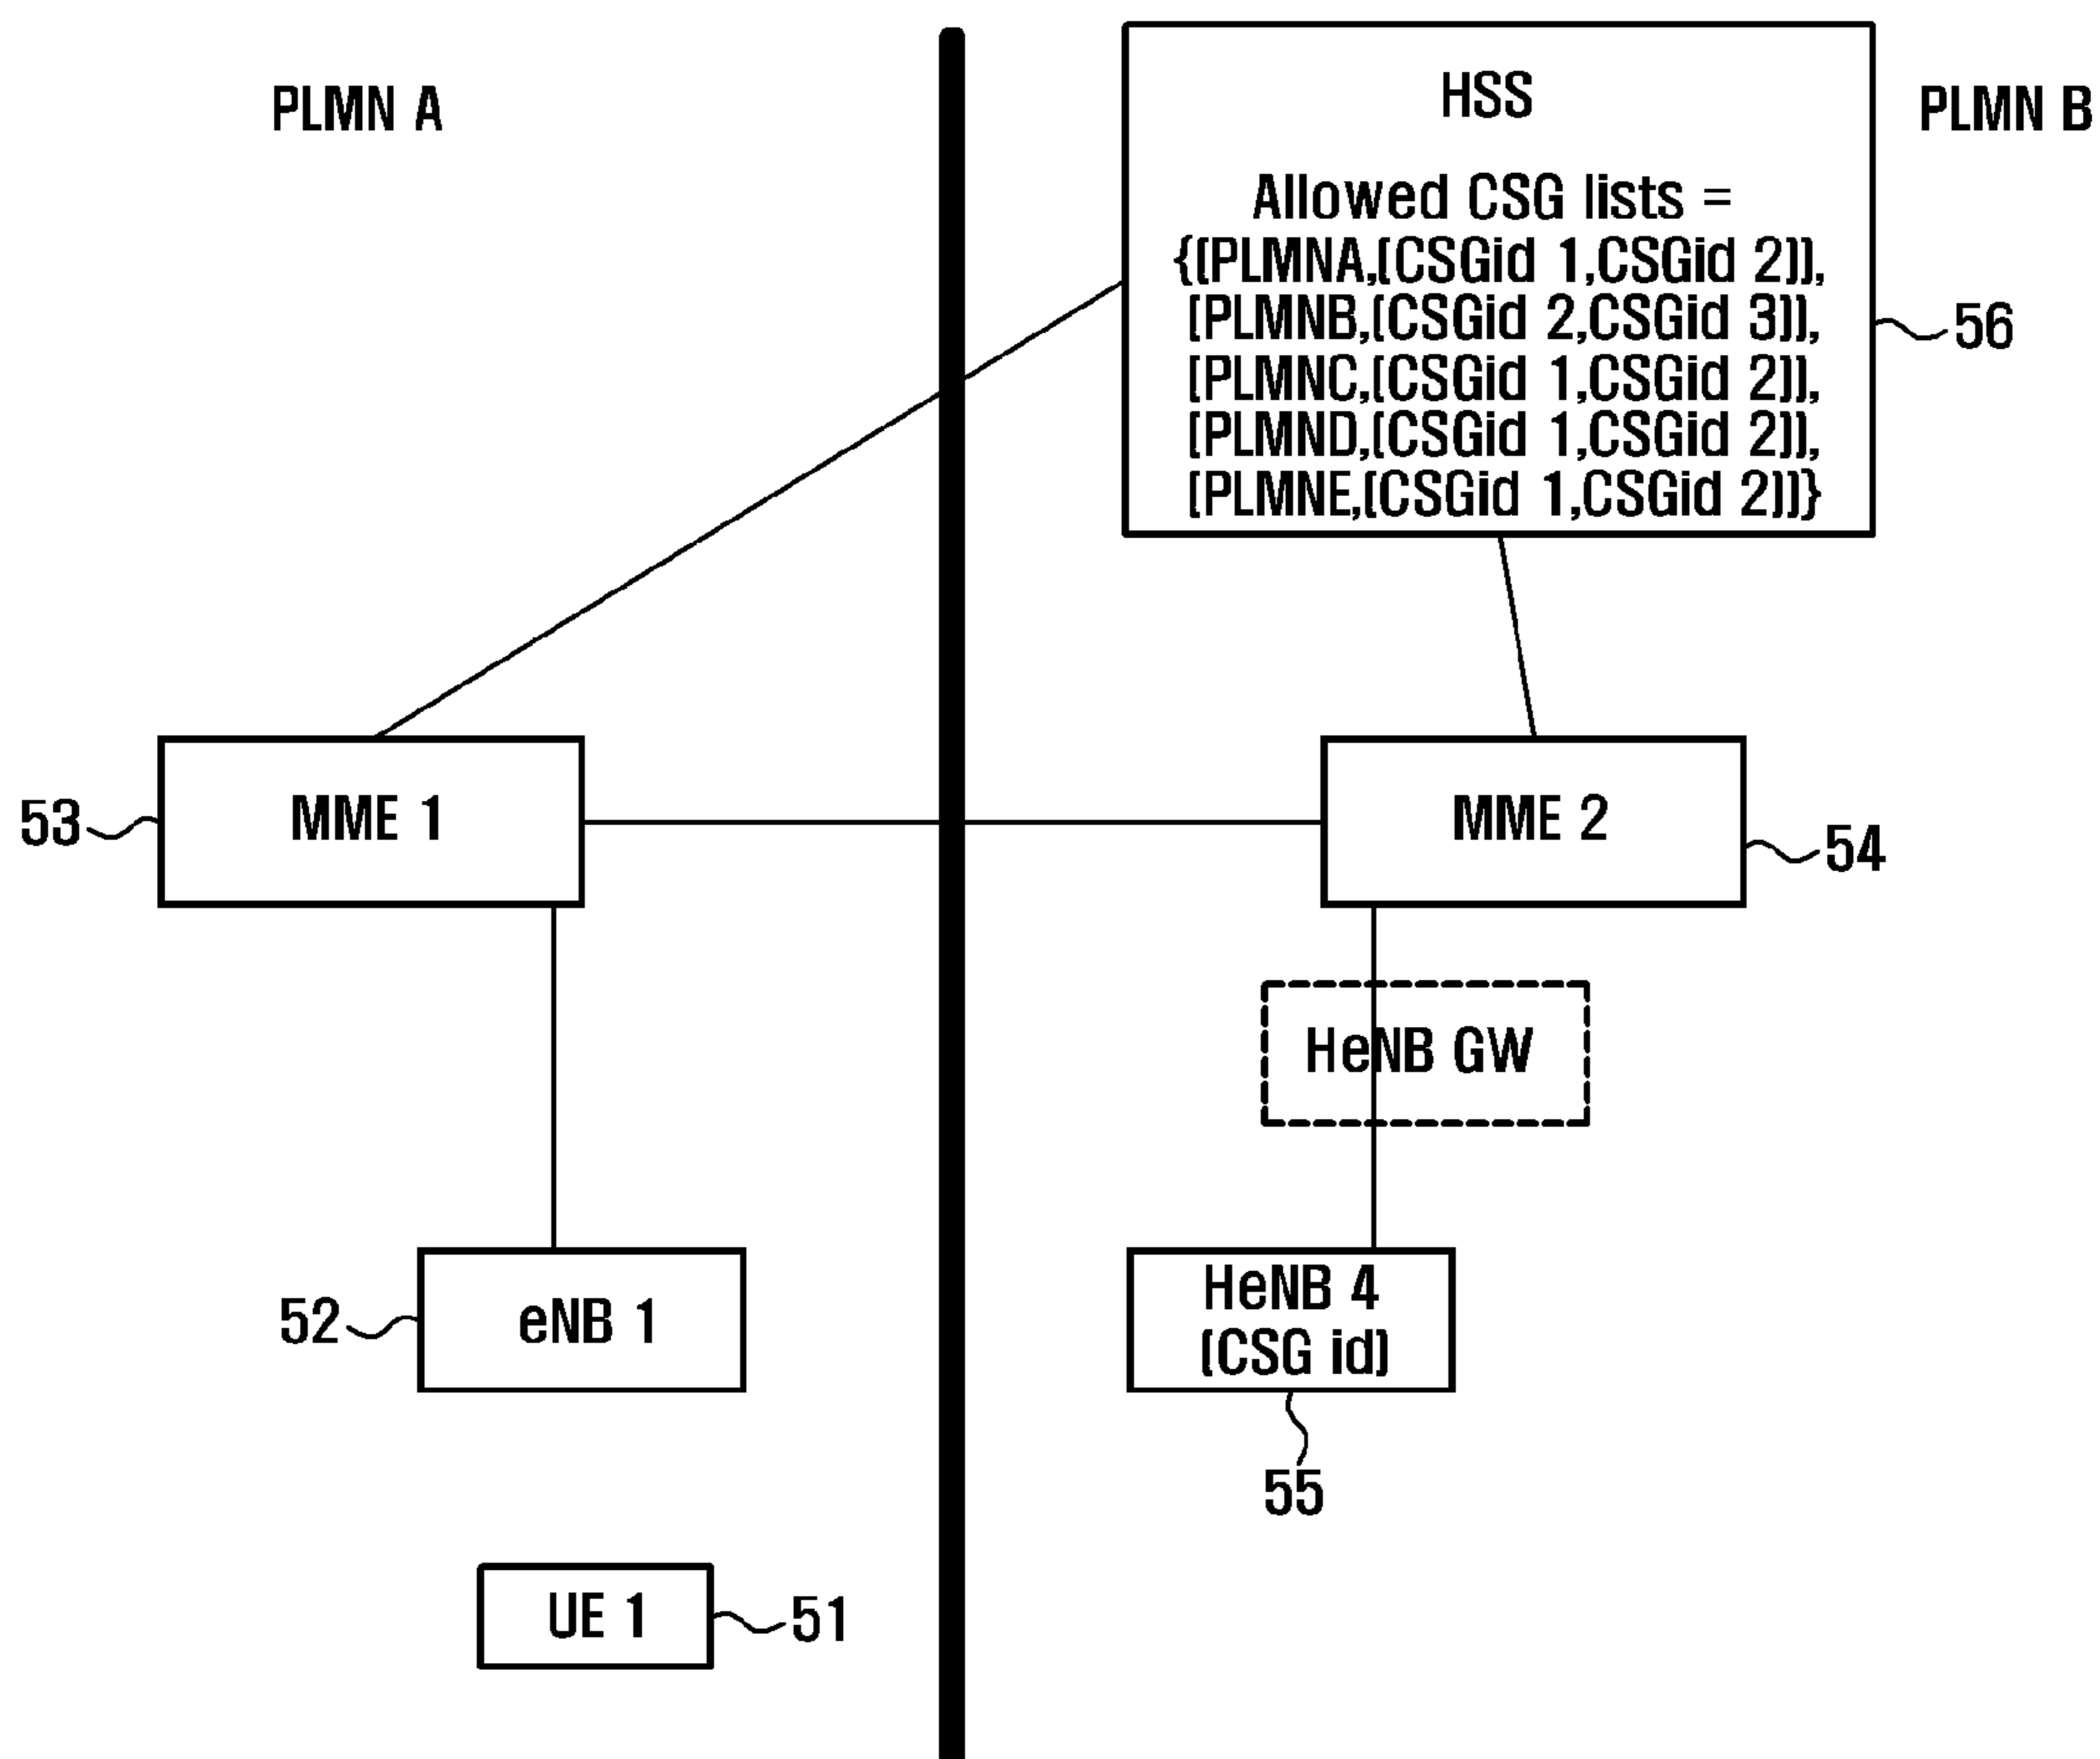 PLMN A
PLMN B
HSS
Allowed CSG lists =
{(PLMNA,(CSGid 1,CSGid 2)),
(PLMNB,(CSGid 2,CSGid 3)),
(PLMNC,(CSGid 1,CSGid 2)),
(PLMND,(CSGid 1,CSGid 2)),
(PLMNE,(CSGid 1,CSGid 2))}
56
53
MME 1
MME 2
54
HeNB GW
52
eNB 1
HeNB 4
(CSG id)
55
UE 1
51